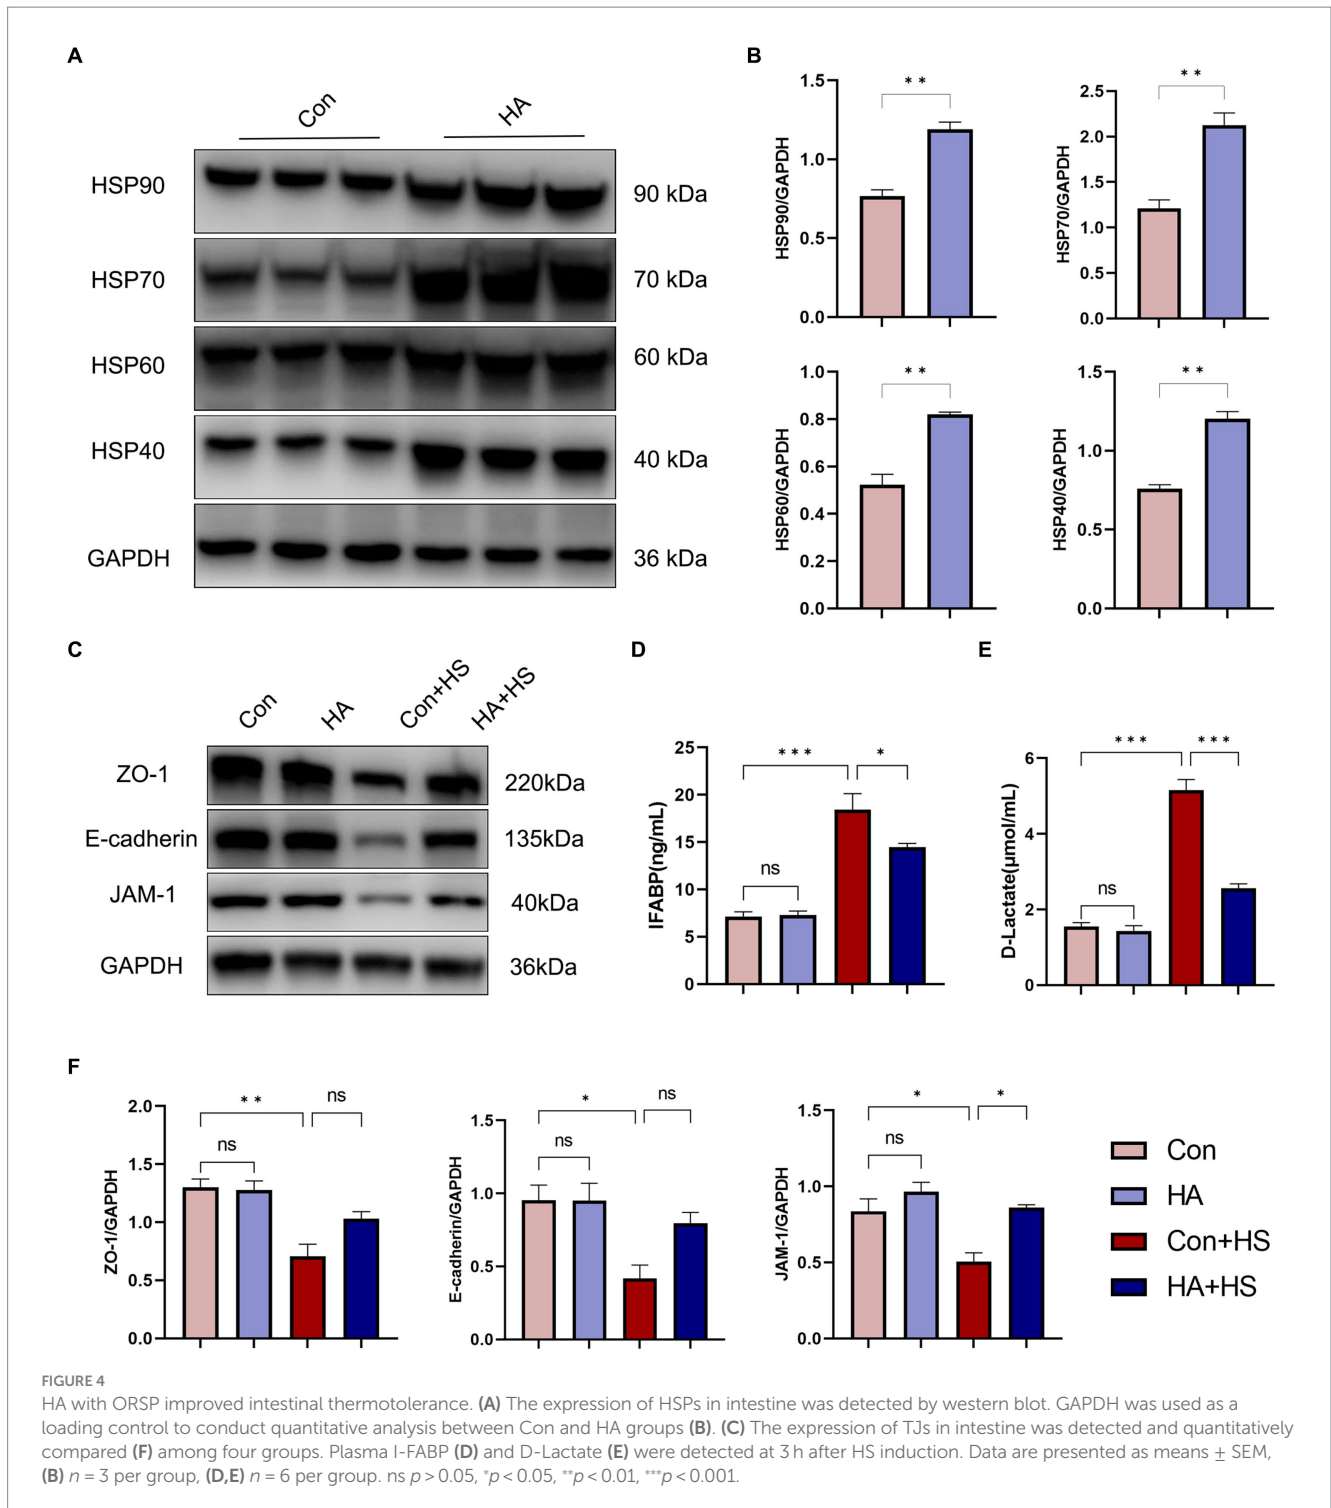 A
Con
HA
HSP90
90 kDa
HSP70
70 kDa
HSP60
60 kDa
HSP40
40 kDa
GAPDH
36 kDa
B
HSP90/GAPDH
1.5
1.0
0.5
0.0
**
HSP70/GAPDH
2.5
2.0
1.5
1.0
0.5
0.0
**
HSP60/GAPDH
1.0
0.8
0.6
0.4
0.2
0.0
**
HSP40/GAPDH
1.5
1.0
0.5
0.0
**
C
Con
HA
Con+HS
HA+HS
ZO-1
220kDa
E-cadherin
135kDa
JAM-1
40kDa
GAPDH
36kDa
D
IFABP(ng/mL)
25
20
15
10
5
0
***
*
ns
E
D-Lactate(μmol/mL)
6
4
2
0
***
***
ns
F
ZO-1/GAPDH
2.0
1.5
1.0
0.5
0.0
**
ns
ns
E-cadherin/GAPDH
1.5
1.0
0.5
0.0
*
ns
ns
JAM-1/GAPDH
1.5
1.0
0.5
0.0
*
*
ns
Con
HA
Con+HS
HA+HS
FIGURE 4
HA with ORSP improved intestinal thermotolerance. (A) The expression of HSPs in intestine was detected by western blot. GAPDH was used as a
loading control to conduct quantitative analysis between Con and HA groups (B). (C) The expression of TJs in intestine was detected and quantitatively
compared (F) among four groups. Plasma I-FABP (D) and D-Lactate (E) were detected at 3 h after HS induction. Data are presented as means ± SEM,
(B) n = 3 per group, (D,E) n = 6 per group. ns p > 0.05, *p < 0.05, **p < 0.01, ***p < 0.001.